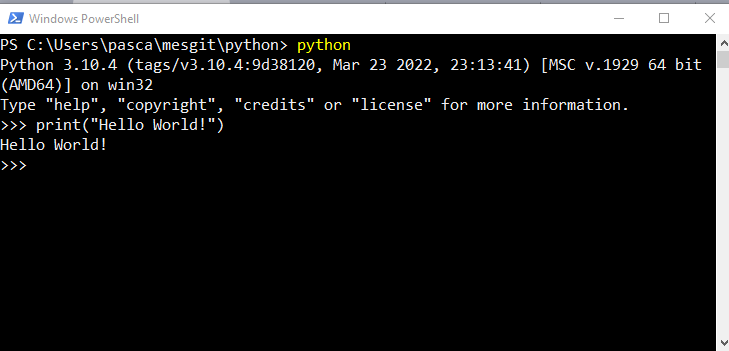 Windows PowerShell
PS C:\Users\pasca\mesgit\python> python
Python 3.10.4 (tags/v3.10.4:9d38120, Mar 23 2022, 23:13:41) [MSC v.1929 64 bit
(AMD64)] on win32
Type "help", "copyright", "credits" or "license" for more information.
>>> print("Hello World!")
Hello World!
>>>